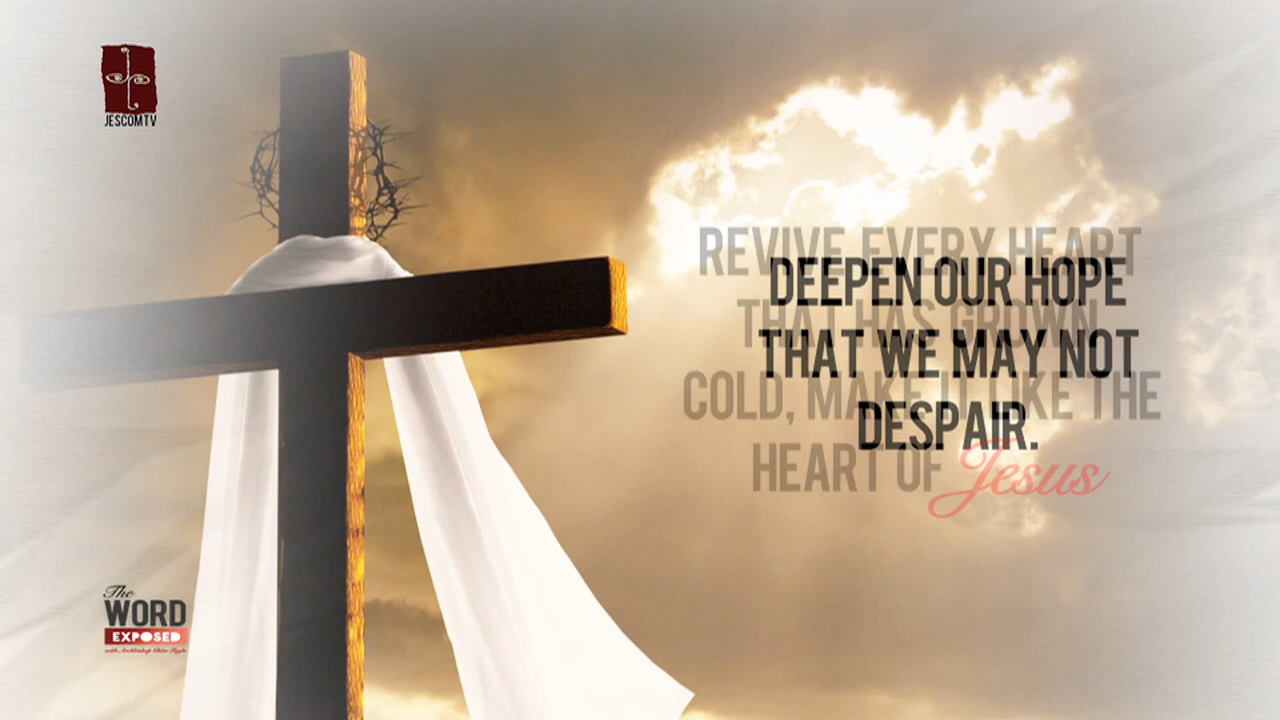 JESCOMTV
REVIVE EVERY HEART
THAT HAS GROWN
COLD, MAKE IT LIKE THE
HEART OF Jesus
DEEPEN OUR HOPE
THAT WE MAY NOT
DESPAIR.
The
WORD
EXPOSED